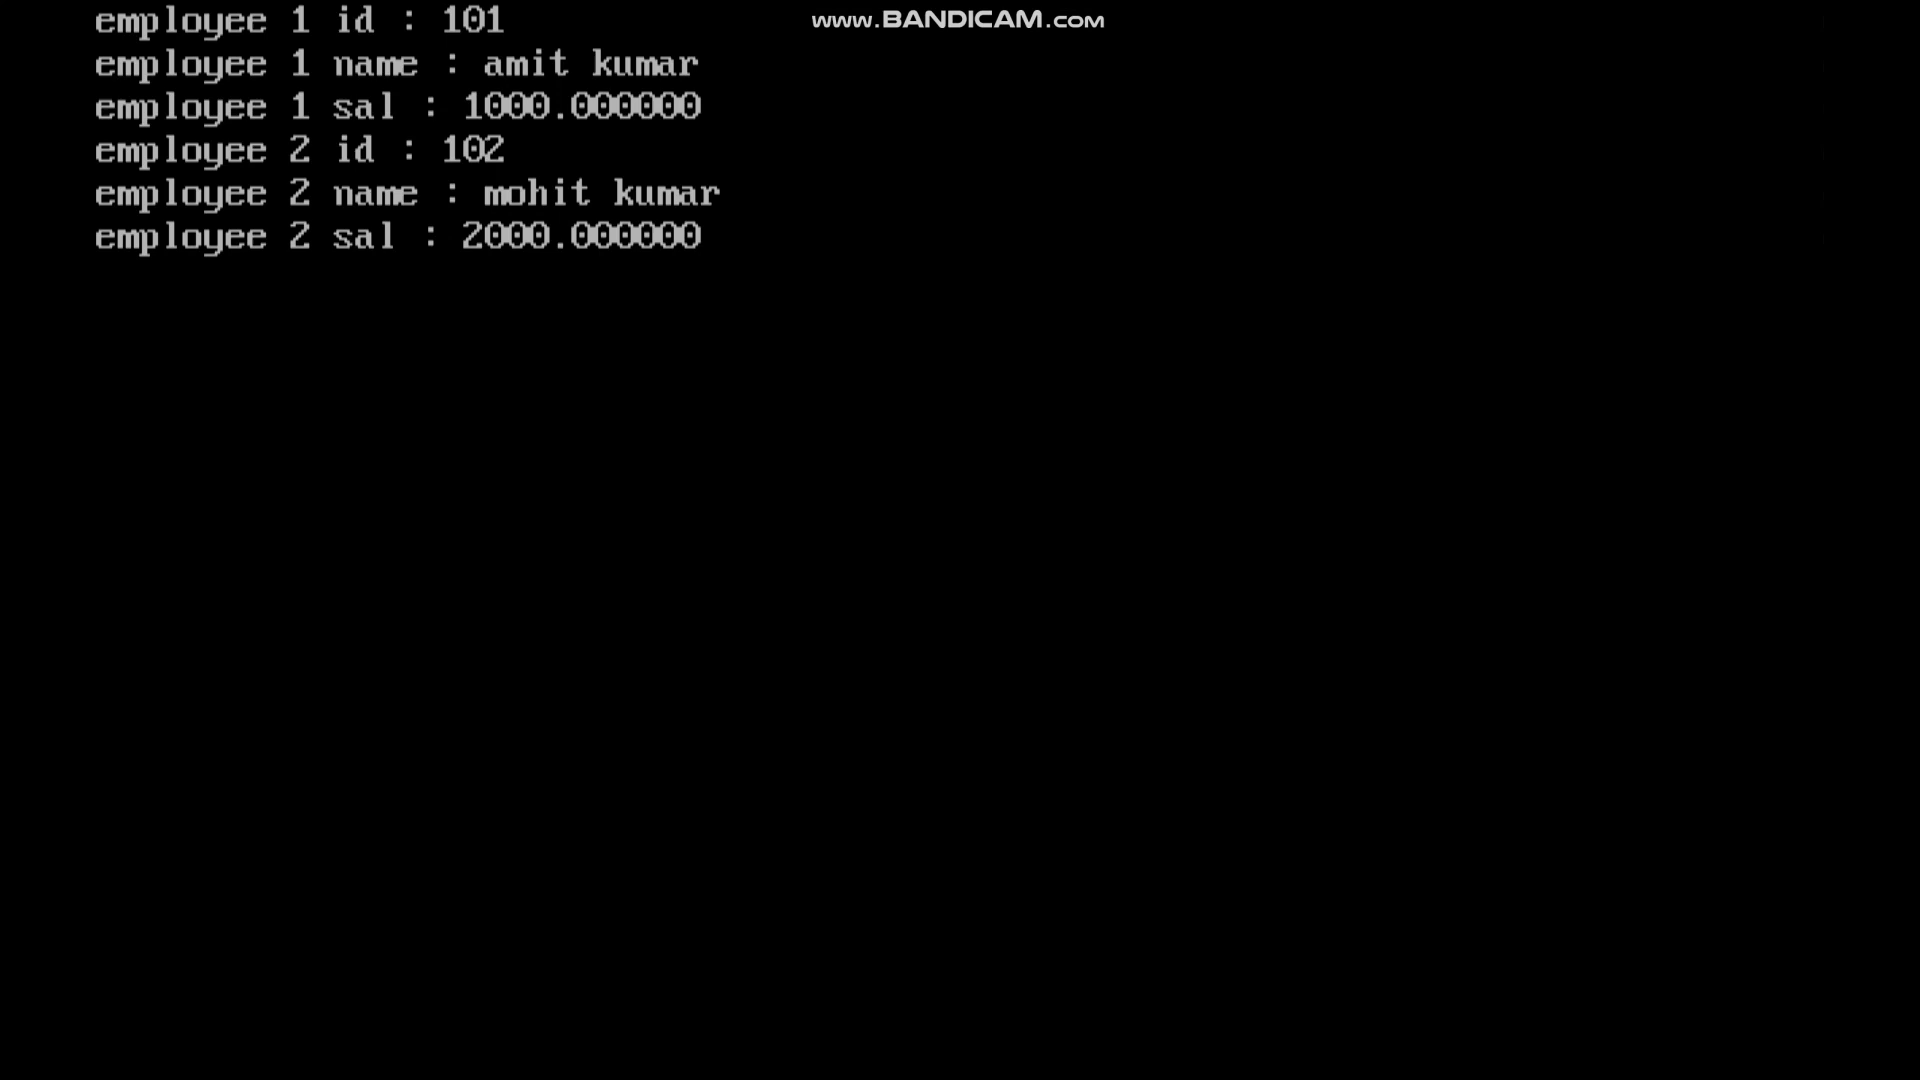 www.BANDICAM.com
employee 1 id : 101
employee 1 name : amit kumar
employee 1 sal : 1000.000000
employee 2 id : 102
employee 2 name : mohit kumar
employee 2 sal : 2000.000000